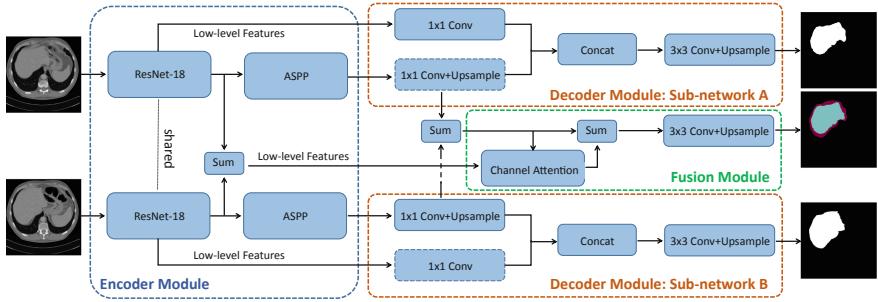 Low-level Features
1x1 Conv
ResNet-18
ASPP
1x1 Conv+Upsample
Concat
3x3 Conv+Upsample
Decoder Module: Sub-network A
shared
Sum
Low-level Features
Sum
Sum
Channel Attention
3x3 Conv+Upsample
Fusion Module
ResNet-18
ASPP
1x1 Conv+Upsample
Concat
3x3 Conv+Upsample
Low-level Features
1x1 Conv
Encoder Module
Decoder Module: Sub-network B